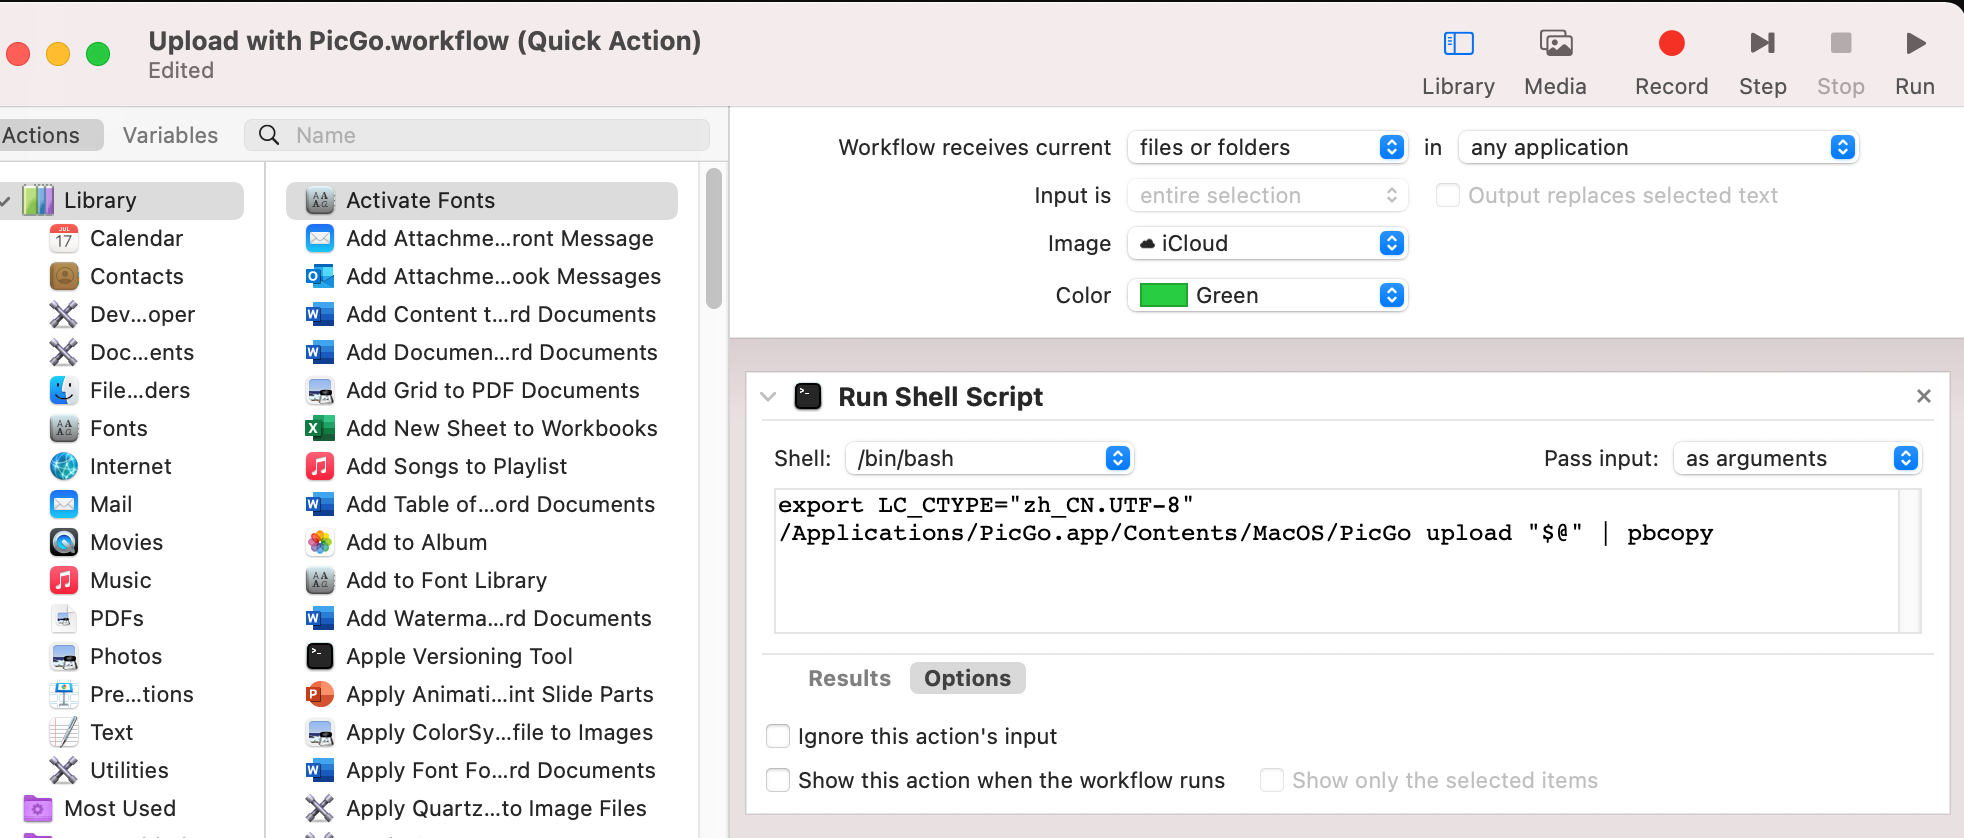 Upload with PicGo.workflow (Quick Action)
Edited
Library
Media
Record
Step
Stop
Run
Actions
Variables
Name
Library
Calendar
Contacts
Dev...oper
Doc...ents
File...ders
Fonts
Internet
Mail
Movies
Music
PDFs
Photos
Pre...tions
Text
Utilities
Most Used
Activate Fonts
Add Attachme...ront Message
Add Attachme...ook Messages
Add Content t...rd Documents
Add Documen...rd Documents
Add Grid to PDF Documents
Add New Sheet to Workbooks
Add Songs to Playlist
Add Table of...ord Documents
Add to Album
Add to Font Library
Add Waterma...rd Documents
Apple Versioning Tool
Apply Animati...int Slide Parts
Apply ColorSy...file to Images
Apply Font Fo...rd Documents
Apply Quartz...to Image Files
Workflow receives current files or folders in any application
Input is entire selection Output replaces selected text
Image iCloud
Color Green
Run Shell Script
Shell: /bin/bash Pass input: as arguments
export LC_CTYPE="zh_CN.UTF-8"
/Applications/PicGo.app/Contents/MacOS/PicGo upload "$@" | pbcopy
Results Options
Ignore this action's input
Show this action when the workflow runs Show only the selected items